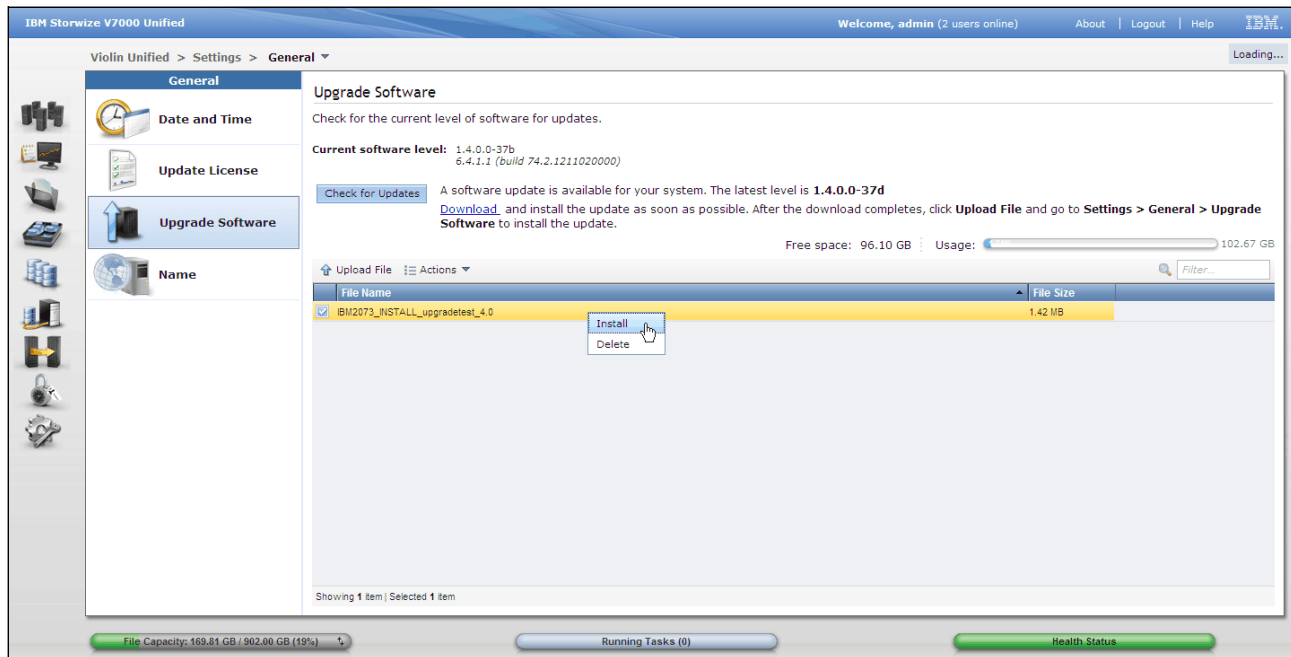 IBM Storwize V7000 Unified
Welcome, admin (2 users online)
About | Logout | Help
IBM.
Violin Unified > Settings > General
Loading...
General
Date and Time
Update License
Upgrade Software
Name
Upgrade Software
Check for the current level of software for updates.
Current software level: 1.4.0.0-37b
6.4.1.1 (build 74.2.1211020000)
Check for Updates
A software update is available for your system. The latest level is 1.4.0.0-37d
Download and install the update as soon as possible. After the download completes, click Upload File and go to Settings > General > Upgrade
Software to install the update.
Free space: 96.10 GB
Usage:
102.67 GB
Upload File
Actions
Filter...
File Name
File Size
IBM2073_INSTALL_upgradetest_4.0
1.42 MB
Install
Delete
Showing 1 item | Selected 1 item
File Capacity: 169.81 GB / 902.00 GB (19%)
Running Tasks (0)
Health Status